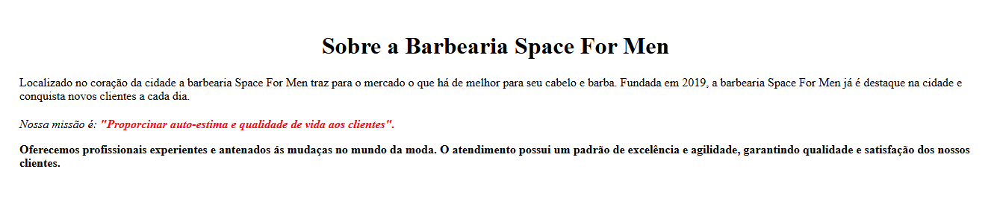 Sobre a Barbearia Space For Men
Localizado no coração da cidade a barbearia Space For Men traz para o mercado o que há de melhor para seu cabelo e barba. Fundada em 2019, a barbearia Space For Men já é destaque na cidade e
conquista novos clientes a cada dia.
Nossa missão é: "Proporcinar auto-estima e qualidade de vida aos clientes".
Oferecemos profissionais experientes e antenados ás mudaças no mundo da moda. O atendimento possui um padrão de excelência e agilidade, garantindo qualidade e satisfação dos nossos
clientes.